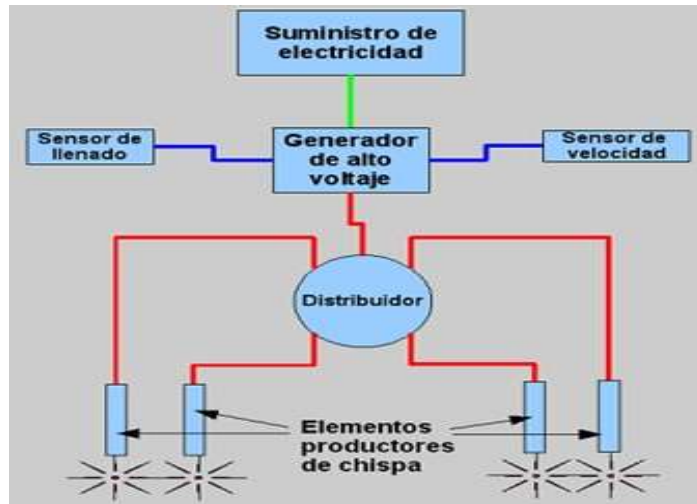 Suministro de
electricidad
Sensor de
llenado
Generador
de alto
voltaje
Sensor de
velocidad
Distribuidor
Elementos
productores
de chispa